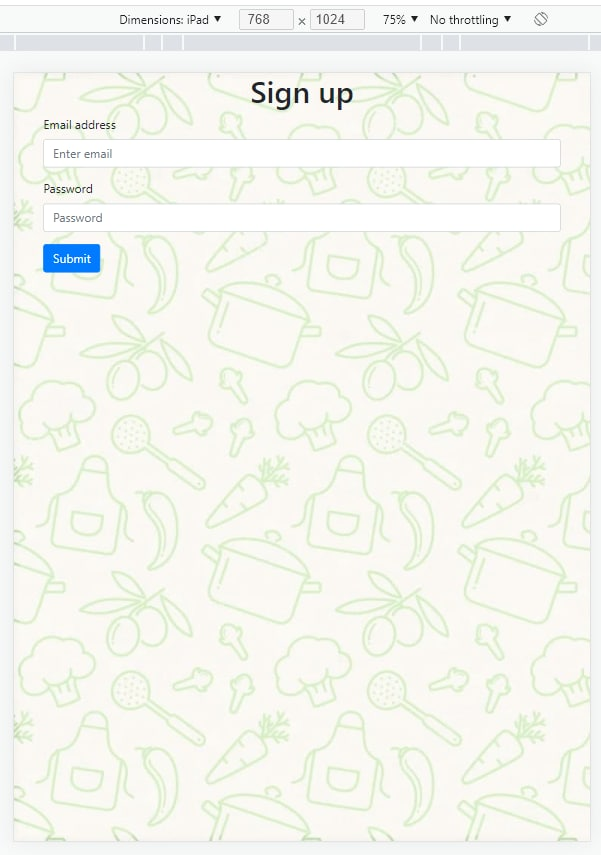 Dimensions: iPad ▼ 768 × 1024 75% ▼ No throttling ▼
Sign up
Email address
Enter email
Password
Password
Submit